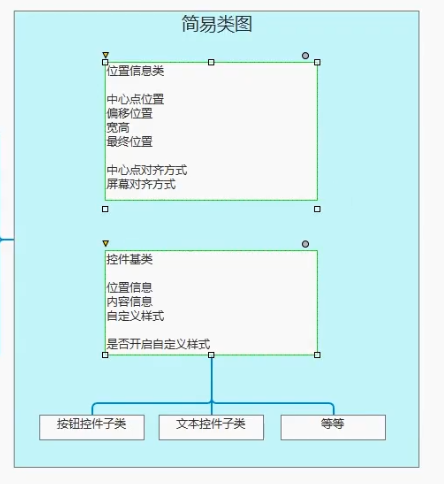 简易类图
位置信息类
中心点位置
偏移位置
宽高
最终位置
中心点对齐方式
屏幕对齐方式
控件基类
位置信息
内容信息
自定义样式
是否开启自定义样式
按钮控件子类
文本控件子类
等等